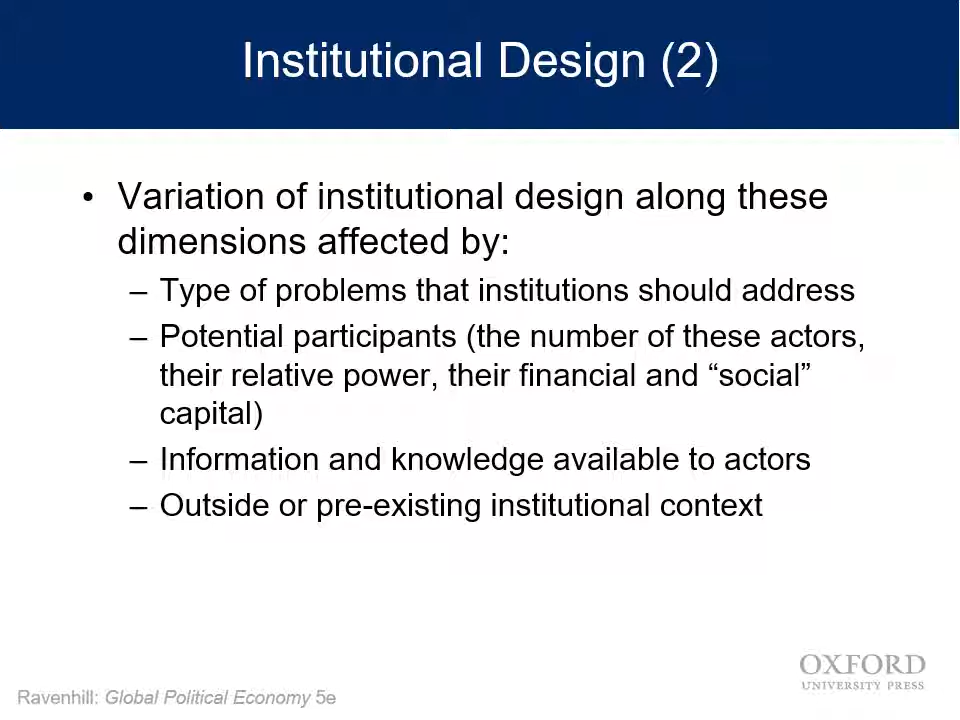 Institutional Design (2)
• Variation of institutional design along these
dimensions affected by:
– Type of problems that institutions should address
– Potential participants (the number of these actors,
their relative power, their financial and “social”
capital)
– Information and knowledge available to actors
– Outside or pre-existing institutional context
OXFORD
UNIVERSITY PRESS
Ravenhill: Global Political Economy 5e